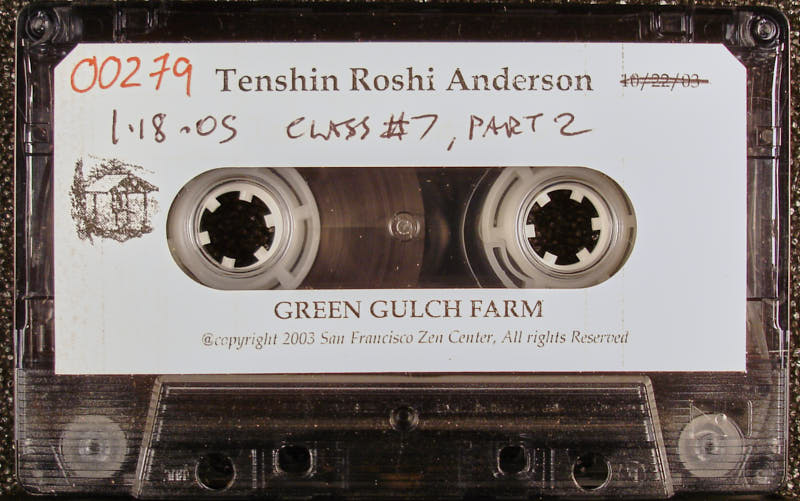 00279 Tenshin Roshi Anderson 10/22/03
1.18.05 CLASS #7, PART 2
GREEN GULCH FARM
@copyright 2003 San Francisco Zen Center, All rights Reserved